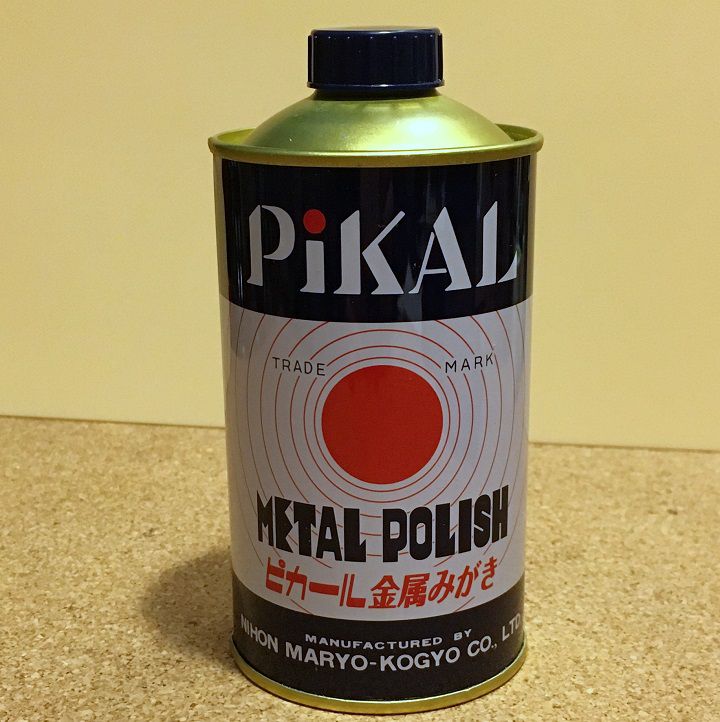 PiKAL
TRADE MARK
METAL POLISH
ピカール金属みがき
MANUFACTURED BY
NIHON MARYO-KOGYO CO., LTD.